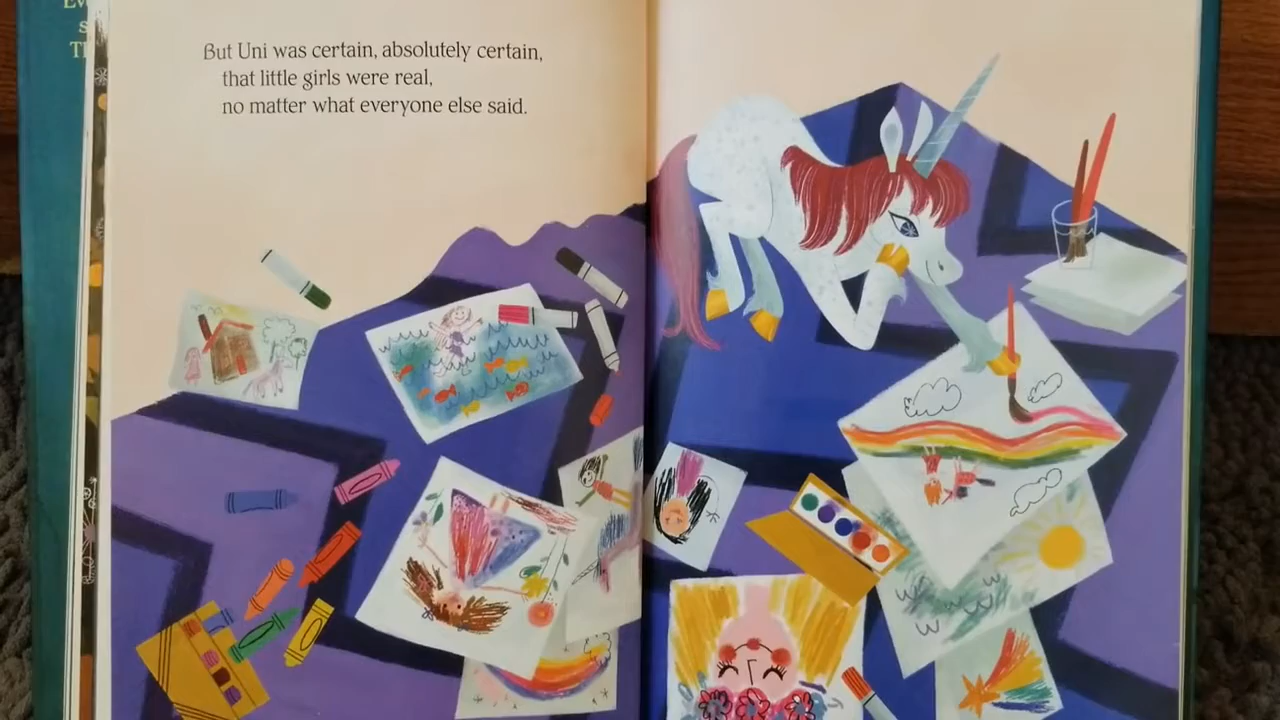 But Uni was certain, absolutely certain,
that little girls were real,
no matter what everyone else said.